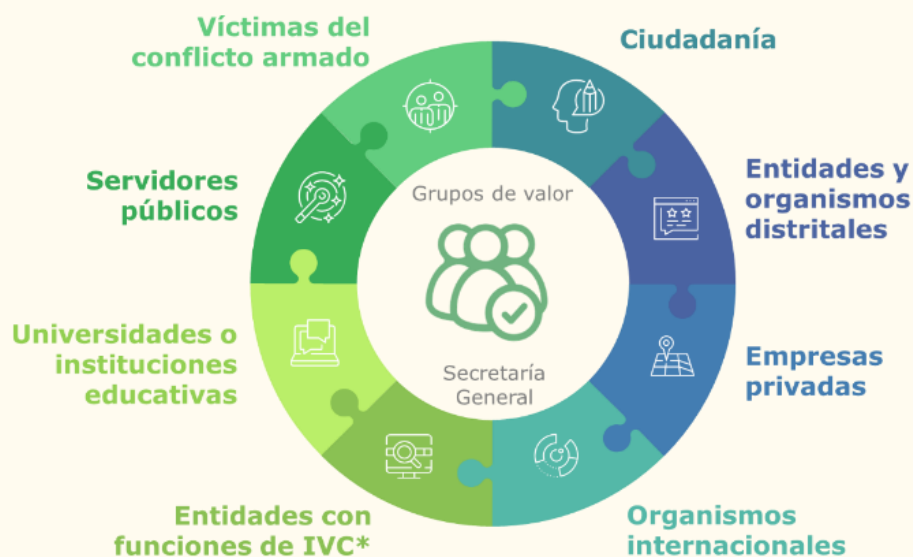 Víctimas del
conflicto armado
Ciudadanía
Servidores
públicos
Grupos de valor
Entidades y
organismos
distritales
Universidades o
instituciones
educativas
Secretaría
General
Empresas
privadas
Entidades con
funciones de IVC*
Organismos
internacionales